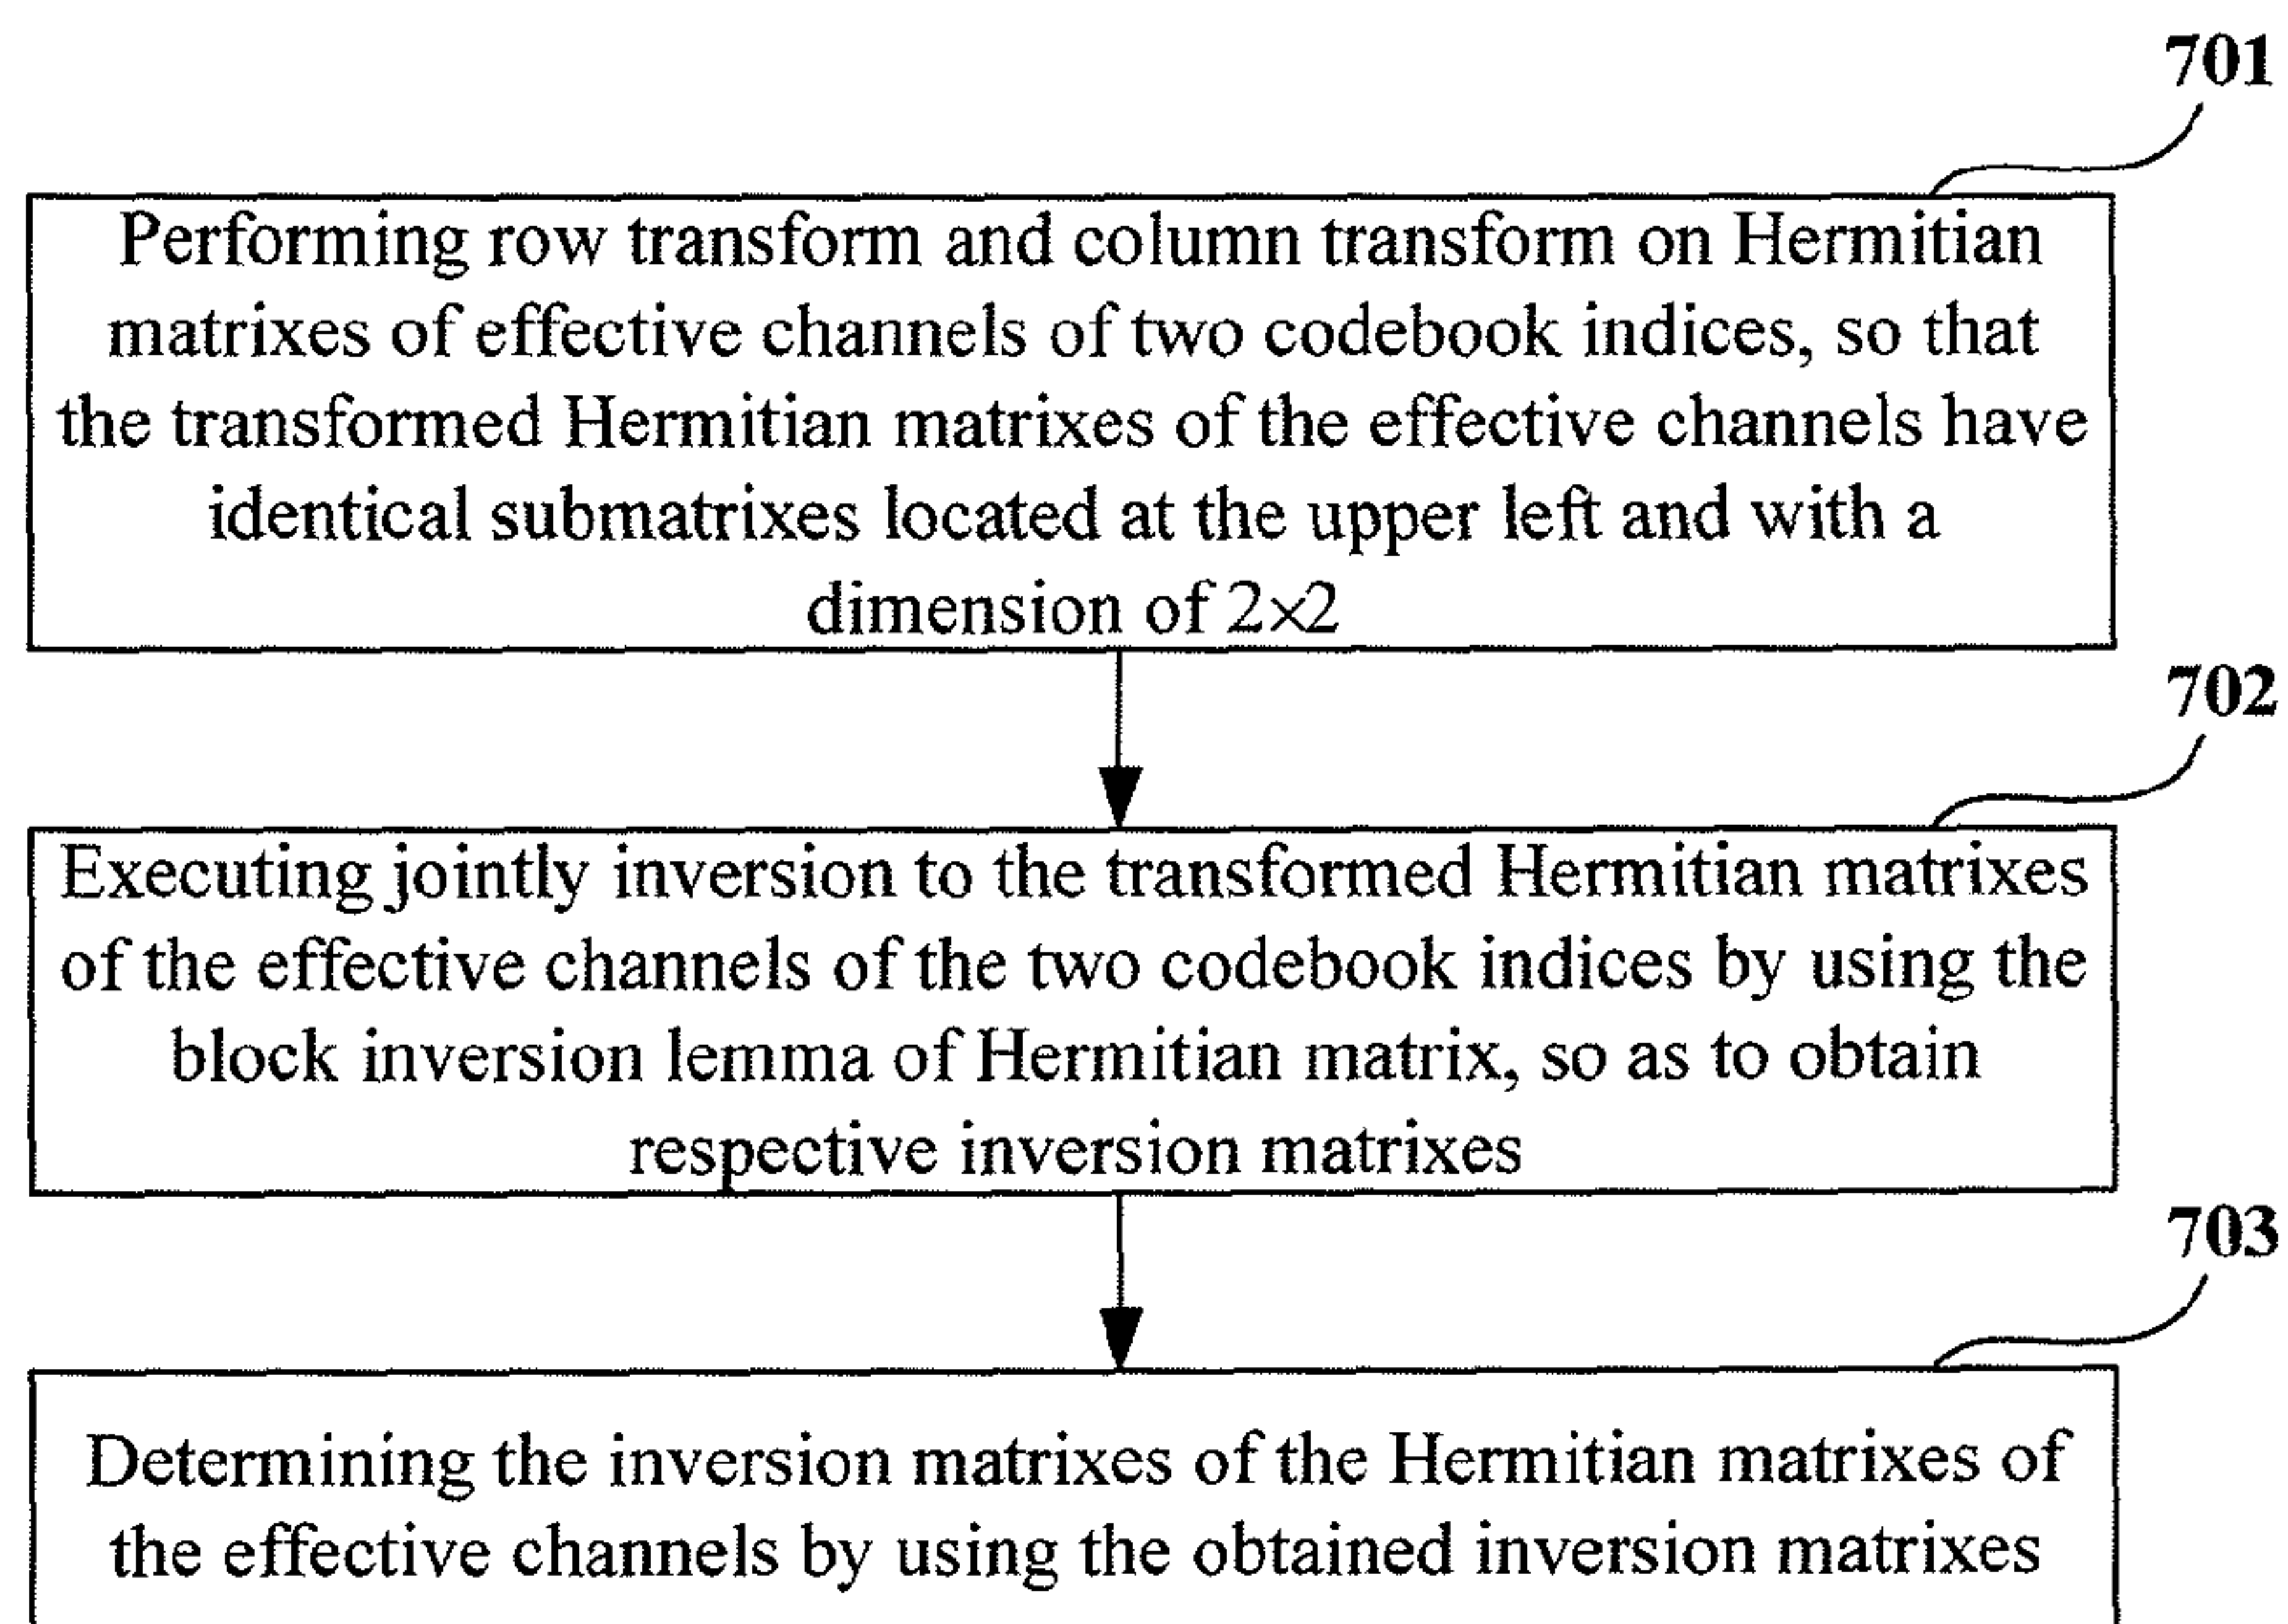 701
Performing row transform and column transform on Hermitian
matrixes of effective channels of two codebook indices, so that
the transformed Hermitian matrixes of the effective channels have
identical submatrixes located at the upper left and with a
dimension of 2×2
702
Executing jointly inversion to the transformed Hermitian matrixes
of the effective channels of the two codebook indices by using the
block inversion lemma of Hermitian matrix, so as to obtain
respective inversion matrixes
703
Determining the inversion matrixes of the Hermitian matrixes of
the effective channels by using the obtained inversion matrixes